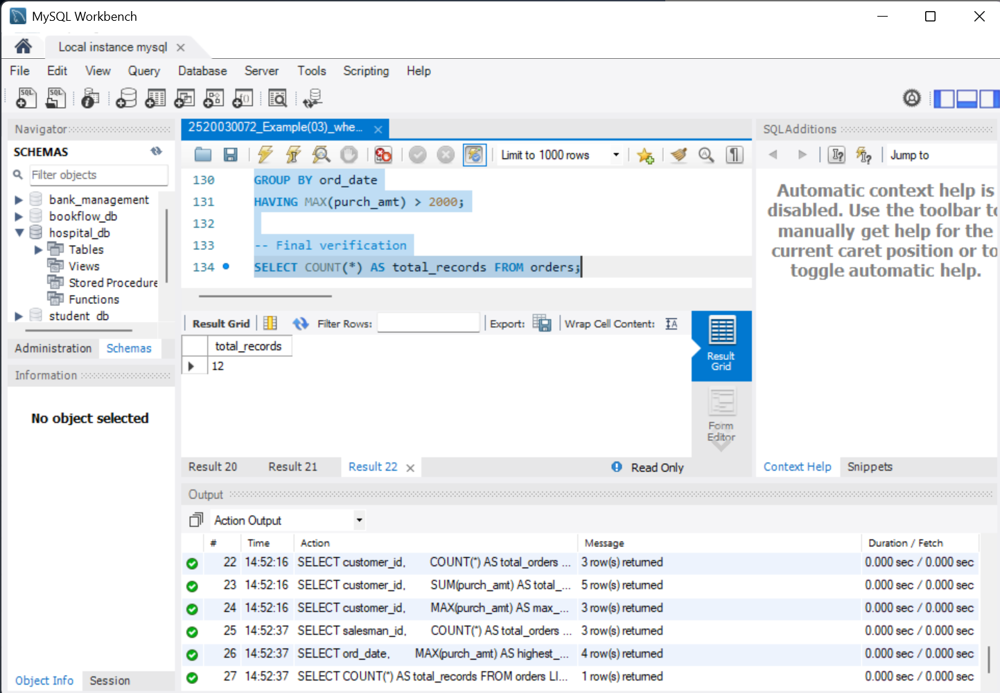 MySQL Workbench
Local instance mysql
File Edit View Query Database Server Tools Scripting Help
Navigator
SCHEMAS
Filter objects
bank_management
bookflow_db
hospital_db
Tables
Views
Stored Procedure
Functions
student_db
Administration Schemas
Information
No object selected
Object Info Session
2520030072_Example(03)_whe...
Limit to 1000 rows
130 GROUP BY ord_date
131 HAVING MAX(purch_amt) > 2000;
132
133 -- Final verification
134 SELECT COUNT(*) AS total_records FROM orders;
Result Grid Filter Rows: Export: Wrap Cell Content:
total_records
12
Result
Grid
Form
Editor
Result 20 Result 21 Result 22 Read Only
SQLAdditions
Jump to
Automatic context help is
disabled. Use the toolbar to
manually get help for the
current caret position or to
toggle automatic help.
Context Help Snippets
Output
Action Output
# Time Action Message Duration / Fetch
22 14:52:16 SELECT customer_id, COUNT(*) AS total_orders ... 3 row(s) returned 0.000 sec / 0.000 sec
23 14:52:16 SELECT customer_id, SUM(purch_amt) AS total_... 5 row(s) returned 0.000 sec / 0.000 sec
24 14:52:16 SELECT customer_id, MAX(purch_amt) AS max_... 3 row(s) returned 0.000 sec / 0.000 sec
25 14:52:37 SELECT salesman_id, COUNT(*) AS total_orders ... 3 row(s) returned 0.000 sec / 0.000 sec
26 14:52:37 SELECT ord_date, MAX(purch_amt) AS highest_... 4 row(s) returned 0.000 sec / 0.000 sec
27 14:52:37 SELECT COUNT(*) AS total_records FROM orders LI... 1 row(s) returned 0.000 sec / 0.000 sec